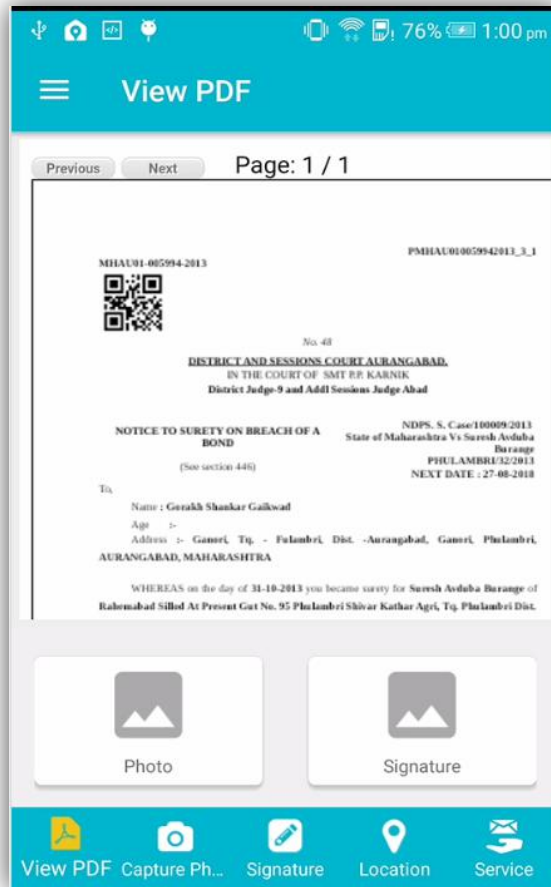 76% 1:00 pm
View PDF
Previous Next Page: 1 / 1
PMHAU010059942013_3_1
MHAU01-005994-2013
No. 48
DISTRICT AND SESSIONS COURT AURANGABAD.
IN THE COURT OF SMT P.P. KARNIK
District Judge-9 and Addl Sessions Judge Abad
NOTICE TO SURETY ON BREACH OF A
BOND
(See section 446)
NDPS. S. Case/100009/2013
State of Maharashtra Vs Suresh Avduba
Burange
PHULAMBRI/32/2013
NEXT DATE : 27-08-2018
To,
Name : Gorakh Shankar Gaikwad
Age :-
Address :- Ganori, Tq. - Fulambri, Dist. -Aurangabad, Ganori, Phulambri,
AURANGABAD, MAHARASHTRA
WHEREAS on the day of 31-10-2013 you became surety for Suresh Avduba Burange of
Rahemabad Sillod At Present Gut No. 95 Phulambri Shivar Kathar Agri, Tq. Phulambri Dist.
Photo
Signature
View PDF Capture Ph... Signature Location Service